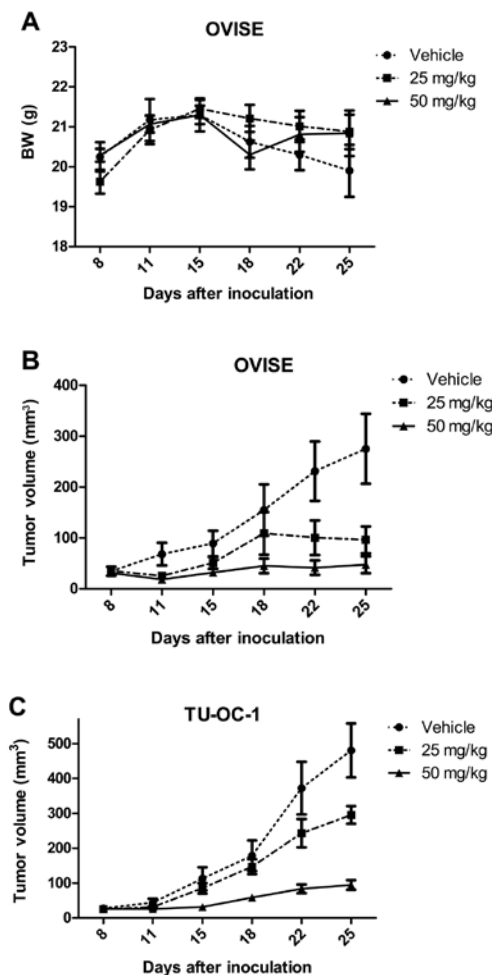 A
OVISE
Vehicle
25 mg/kg
50 mg/kg
BW (g)
22
21
20
19
18
8 11 15 18 22 25
Days after inoculation
B
OVISE
Vehicle
25 mg/kg
50 mg/kg
Tumor volume (mm³)
400
300
200
100
0
8 11 15 18 22 25
Days after inoculation
C
TU-OC-1
Vehicle
25 mg/kg
50 mg/kg
Tumor volume (mm³)
500
400
300
200
100
0
8 11 15 18 22 25
Days after inoculation